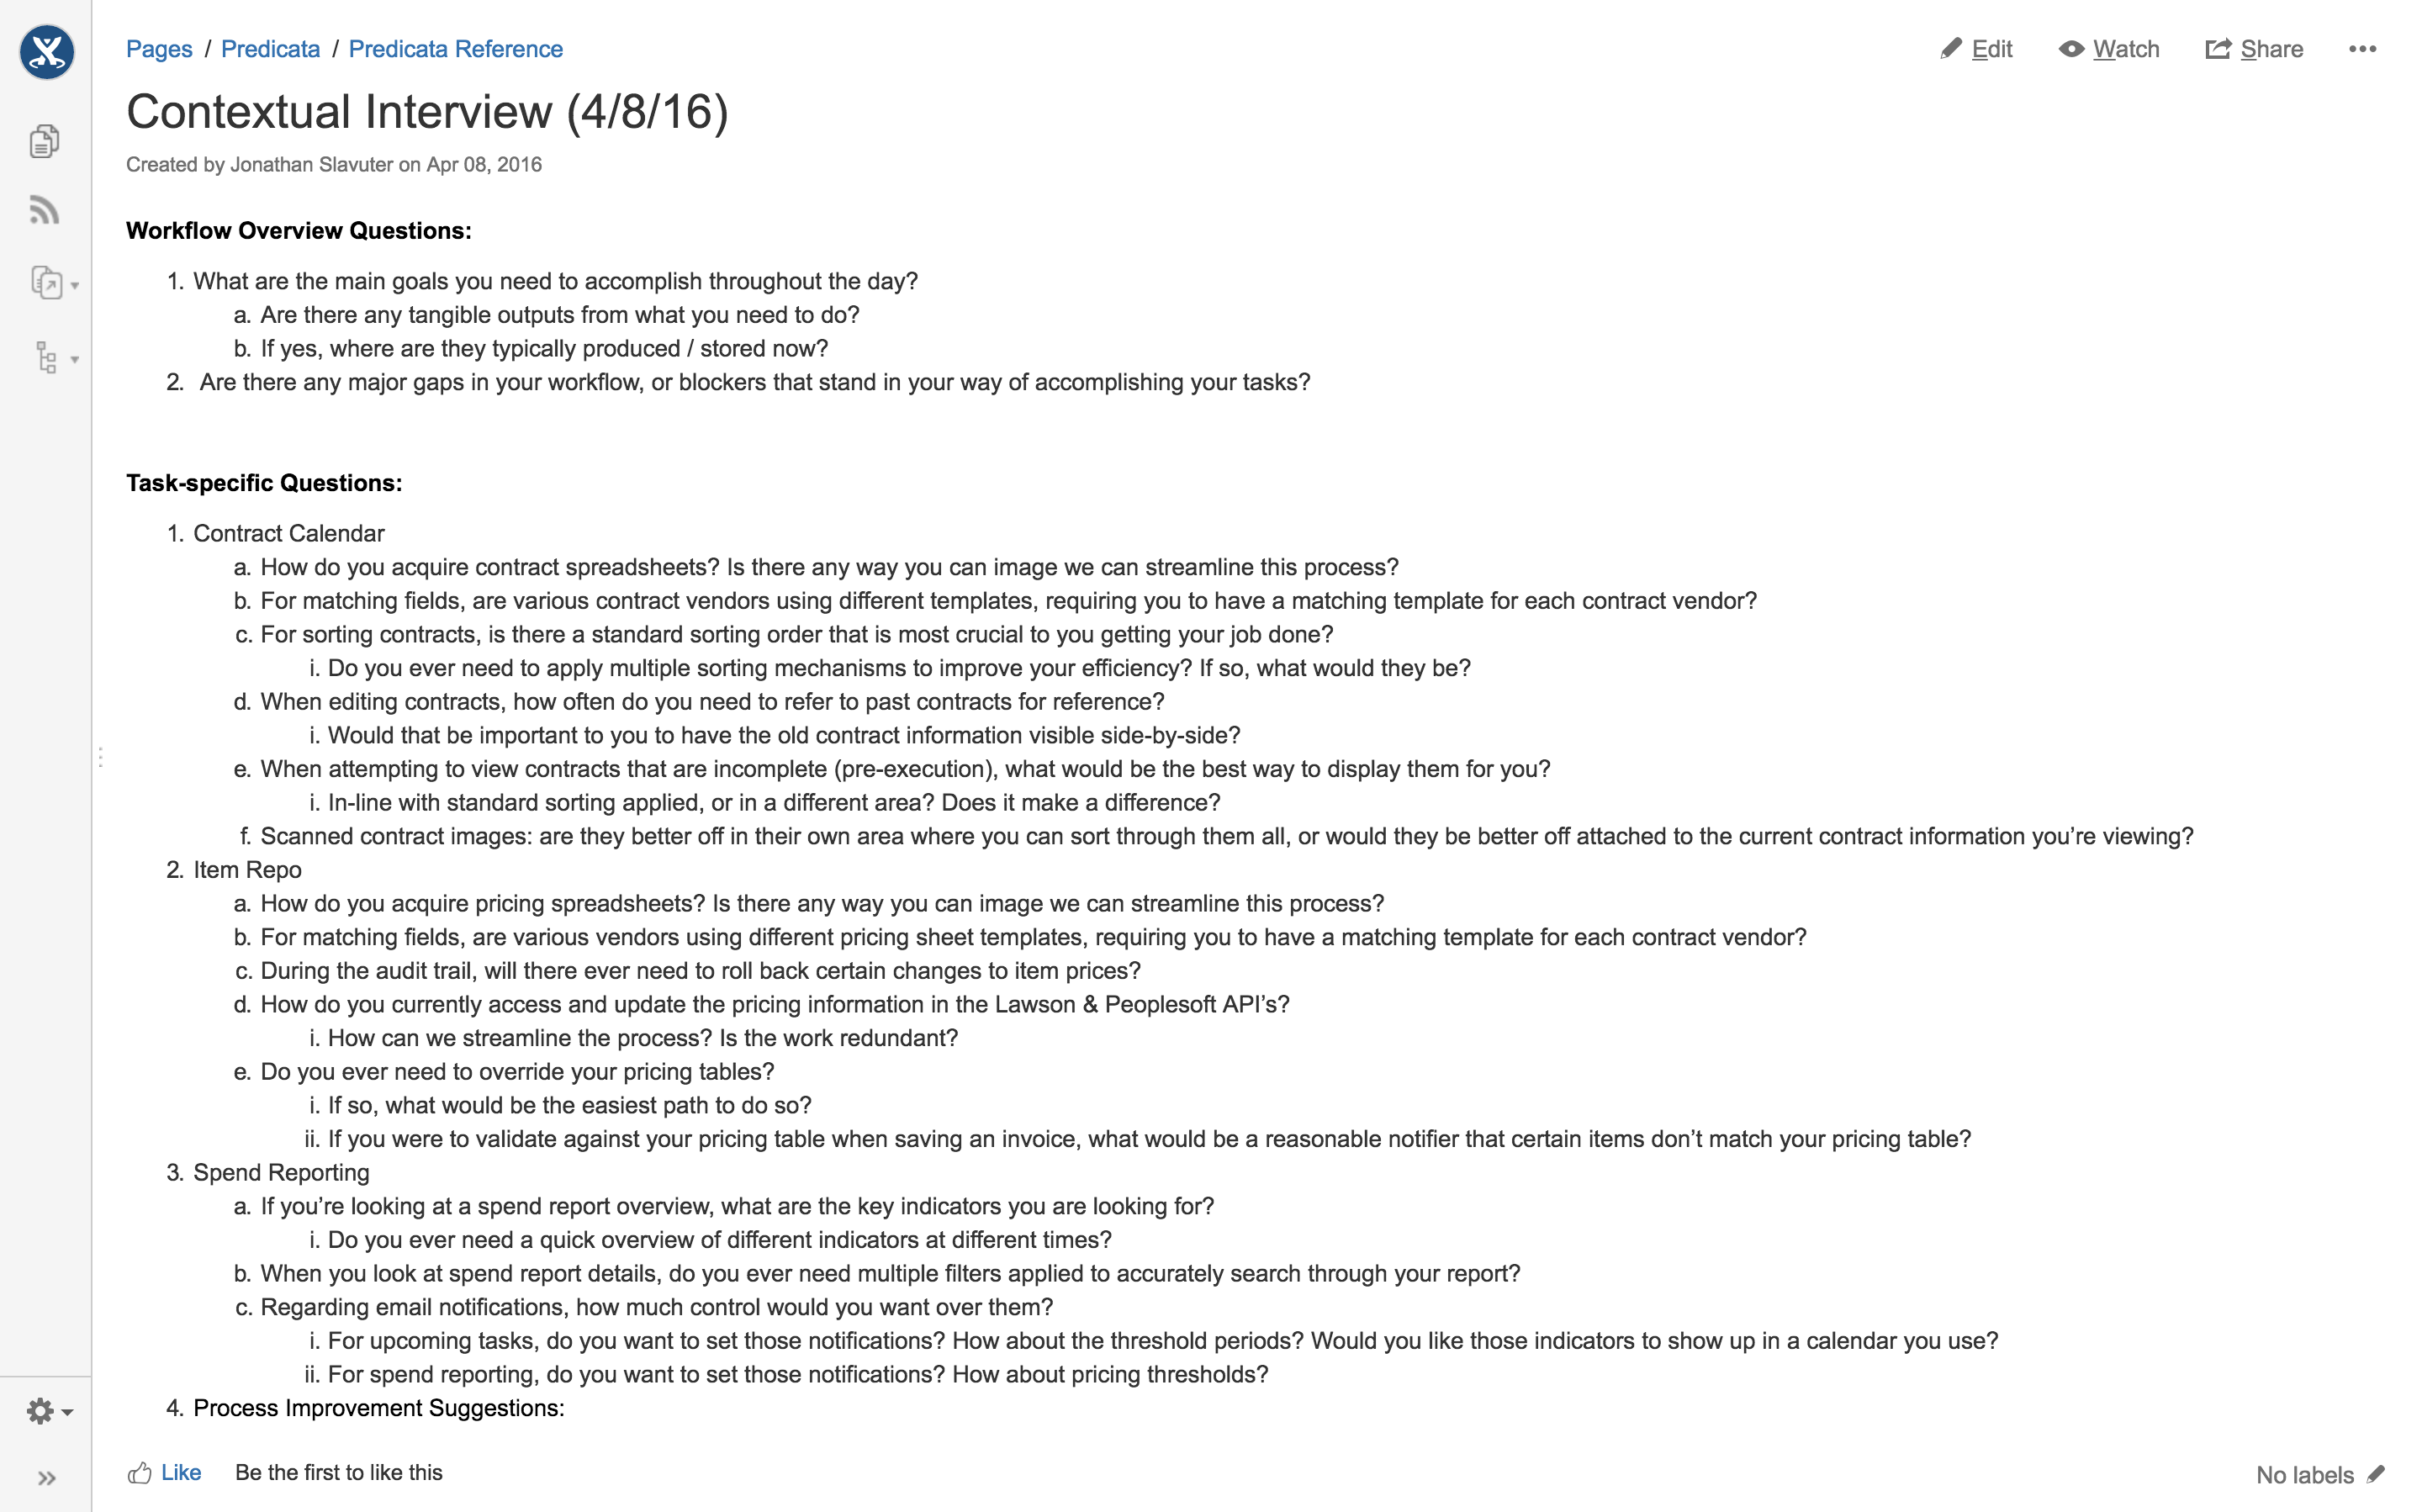 Pages / Predicata / Predicata Reference
Edit Watch Share
Contextual Interview (4/8/16)
Created by Jonathan Slavuter on Apr 08, 2016
Workflow Overview Questions:
1. What are the main goals you need to accomplish throughout the day?
a. Are there any tangible outputs from what you need to do?
b. If yes, where are they typically produced / stored now?
2. Are there any major gaps in your workflow, or blockers that stand in your way of accomplishing your tasks?
Task-specific Questions:
1. Contract Calendar
a. How do you acquire contract spreadsheets? Is there any way you can image we can streamline this process?
b. For matching fields, are various contract vendors using different templates, requiring you to have a matching template for each contract vendor?
c. For sorting contracts, is there a standard sorting order that is most crucial to you getting your job done?
i. Do you ever need to apply multiple sorting mechanisms to improve your efficiency? If so, what would they be?
d. When editing contracts, how often do you need to refer to past contracts for reference?
i. Would that be important to you to have the old contract information visible side-by-side?
e. When attempting to view contracts that are incomplete (pre-execution), what would be the best way to display them for you?
i. In-line with standard sorting applied, or in a different area? Does it make a difference?
f. Scanned contract images: are they better off in their own area where you can sort through them all, or would they be better off attached to the current contract information you’re viewing?
2. Item Repo
a. How do you acquire pricing spreadsheets? Is there any way you can image we can streamline this process?
b. For matching fields, are various vendors using different pricing sheet templates, requiring you to have a matching template for each contract vendor?
c. During the audit trail, will there ever need to roll back certain changes to item prices?
d. How do you currently access and update the pricing information in the Lawson & Peoplesoft API’s?
i. How can we streamline the process? Is the work redundant?
e. Do you ever need to override your pricing tables?
i. If so, what would be the easiest path to do so?
ii. If you were to validate against your pricing table when saving an invoice, what would be a reasonable notifier that certain items don’t match your pricing table?
3. Spend Reporting
a. If you’re looking at a spend report overview, what are the key indicators you are looking for?
i. Do you ever need a quick overview of different indicators at different times?
b. When you look at spend report details, do you ever need multiple filters applied to accurately search through your report?
c. Regarding email notifications, how much control would you want over them?
i. For upcoming tasks, do you want to set those notifications? How about the threshold periods? Would you like those indicators to show up in a calendar you use?
ii. For spend reporting, do you want to set those notifications? How about pricing thresholds?
4. Process Improvement Suggestions:
Like Be the first to like this
No labels